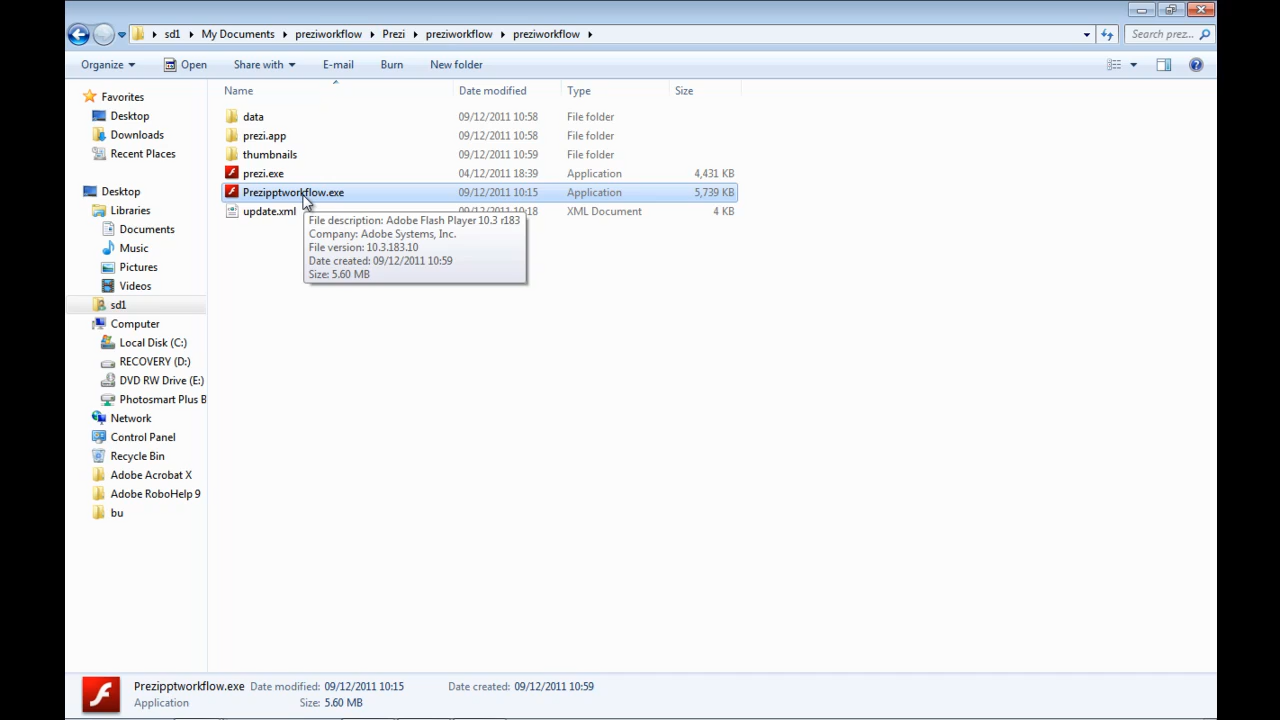 sd1 My Documents preziworkflow Prezi preziworkflow preziworkflow Search prez...
Organize Open Share with E-mail Burn New folder
Name Date modified Type Size
Favorites
Desktop
Downloads
Recent Places
Desktop
Libraries
Documents
Music
Pictures
Videos
sd1
Computer
Local Disk (C:)
RECOVERY (D:)
DVD RW Drive (E:)
Photosmart Plus B
Network
Control Panel
Recycle Bin
Adobe Acrobat X
Adobe RoboHelp 9
bu
data 09/12/2011 10:58 File folder
prezi.app 09/12/2011 10:58 File folder
thumbnails 09/12/2011 10:59 File folder
prezi.exe 04/12/2011 18:39 Application 4,431 KB
Prezipptworkflow.exe 09/12/2011 10:15 Application 5,739 KB
update.xml 09/12/2011 10:18 XML Document 4 KB
File description: Adobe Flash Player 10.3 r183
Company: Adobe Systems, Inc.
File version: 10.3.183.10
Date created: 09/12/2011 10:59
Size: 5.60 MB
Prezipptworkflow.exe Date modified: 09/12/2011 10:15 Date created: 09/12/2011 10:59
Application Size: 5.60 MB